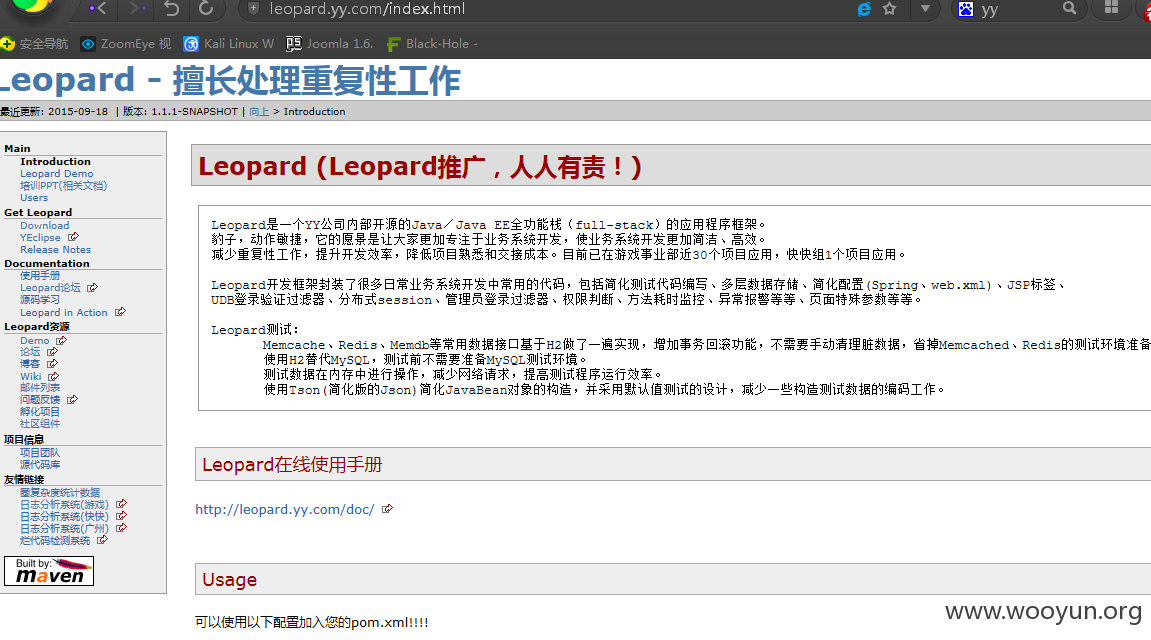 leopard.yy.com/index.html
yy
安全导航
ZoomEye 视
Kali Linux W
Joomla 1.6.
Black-Hole -
Leopard - 擅长处理重复性工作
最近更新: 2015-09-18 | 版本: 1.1.1-SNAPSHOT | 向上 > Introduction
Main
Introduction
Leopard Demo
培训PPT(相关文档)
Users
Get Leopard
Download
YEclipse
Release Notes
Documentation
使用手册
Leopard论坛
源码学习
Leopard in Action
Leopard资源
Demo
论坛
博客
Wiki
邮件列表
问题反馈
孵化项目
社区组件
项目信息
项目团队
源代码库
友情链接
圈复杂度统计数据
日志分析系统(游戏)
日志分析系统(快快)
日志分析系统(广州)
烂代码检测系统
Built by:
maven
Leopard (Leopard推广，人人有责！)
Leopard是一个YY公司内部开源的Java／Java EE全功能栈（full-stack）的应用程序框架。
豹子，动作敏捷，它的愿景是让大家更加专注于业务系统开发，使业务系统开发更加简洁、高效。
减少重复性工作，提升开发效率，降低项目熟悉和交接成本。目前已在游戏事业部近30个项目应用，快快组1个项目应用。
Leopard开发框架封装了很多日常业务系统开发中常用的代码，包括简化测试代码编写、多层数据存储、简化配置(Spring、web.xml)、JSP标签、
UDB登录验证过滤器、分布式session、管理员登录过滤器、权限判断、方法耗时监控、异常报警等等、页面特殊参数等等。
Leopard测试：
Memcache、Redis、Memdb等常用数据接口基于H2做了一遍实现，增加事务回滚功能，不需要手动清理脏数据，省掉Memcached、Redis的测试环境准备
使用H2替代MySQL，测试前不需要准备MySQL测试环境。
测试数据在内存中进行操作，减少网络请求，提高测试程序运行效率。
使用Tson(简化版的Json)简化JavaBean对象的构造，并采用默认值测试的设计，减少一些构造测试数据的编码工作。
Leopard在线使用手册
http://leopard.yy.com/doc/
Usage
可以使用以下配置加入您的pom.xml!!!!
www.wooyun.org